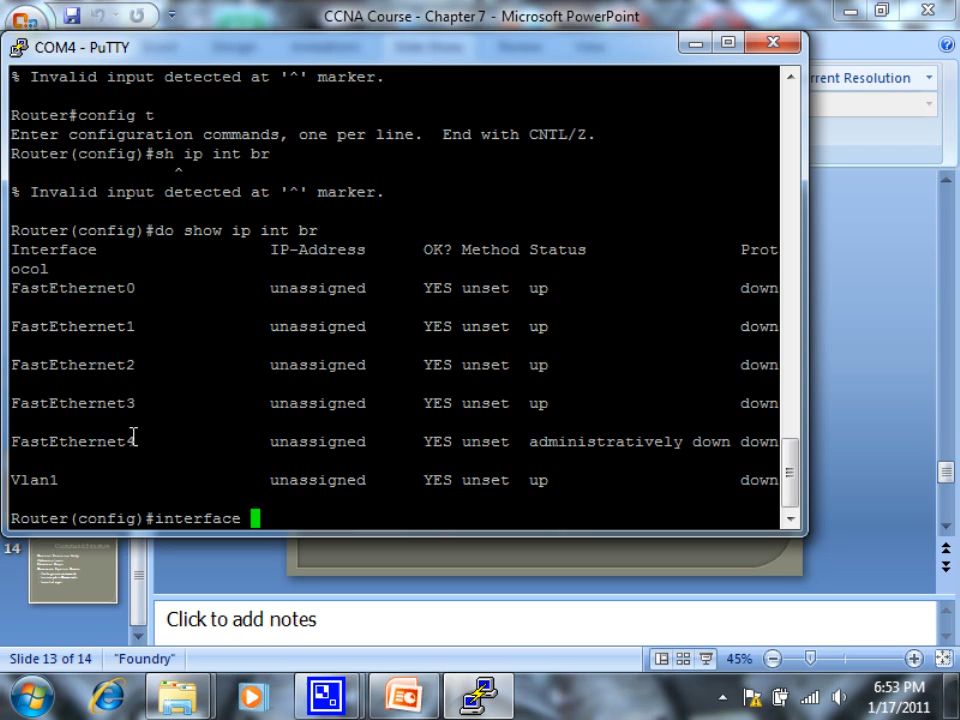 CCNA Course - Chapter 7 - Microsoft PowerPoint
COM4 - PuTTY
rrent Resolution
% Invalid input detected at '^' marker.
Router#config t
Enter configuration commands, one per line.  End with CNTL/Z.
Router(config)#sh ip int br
^
% Invalid input detected at '^' marker.
Router(config)#do show ip int br
Interface IP-Address OK? Method Status Prot
ocol
FastEthernet0 unassigned YES unset up down
FastEthernet1 unassigned YES unset up down
FastEthernet2 unassigned YES unset up down
FastEthernet3 unassigned YES unset up down
FastEthernet4 unassigned YES unset administratively down down
Vlan1 unassigned YES unset up down
Router(config)#interface
14
Click to add notes
Slide 13 of 14 "Foundry" 45%
6:53 PM
1/17/2011